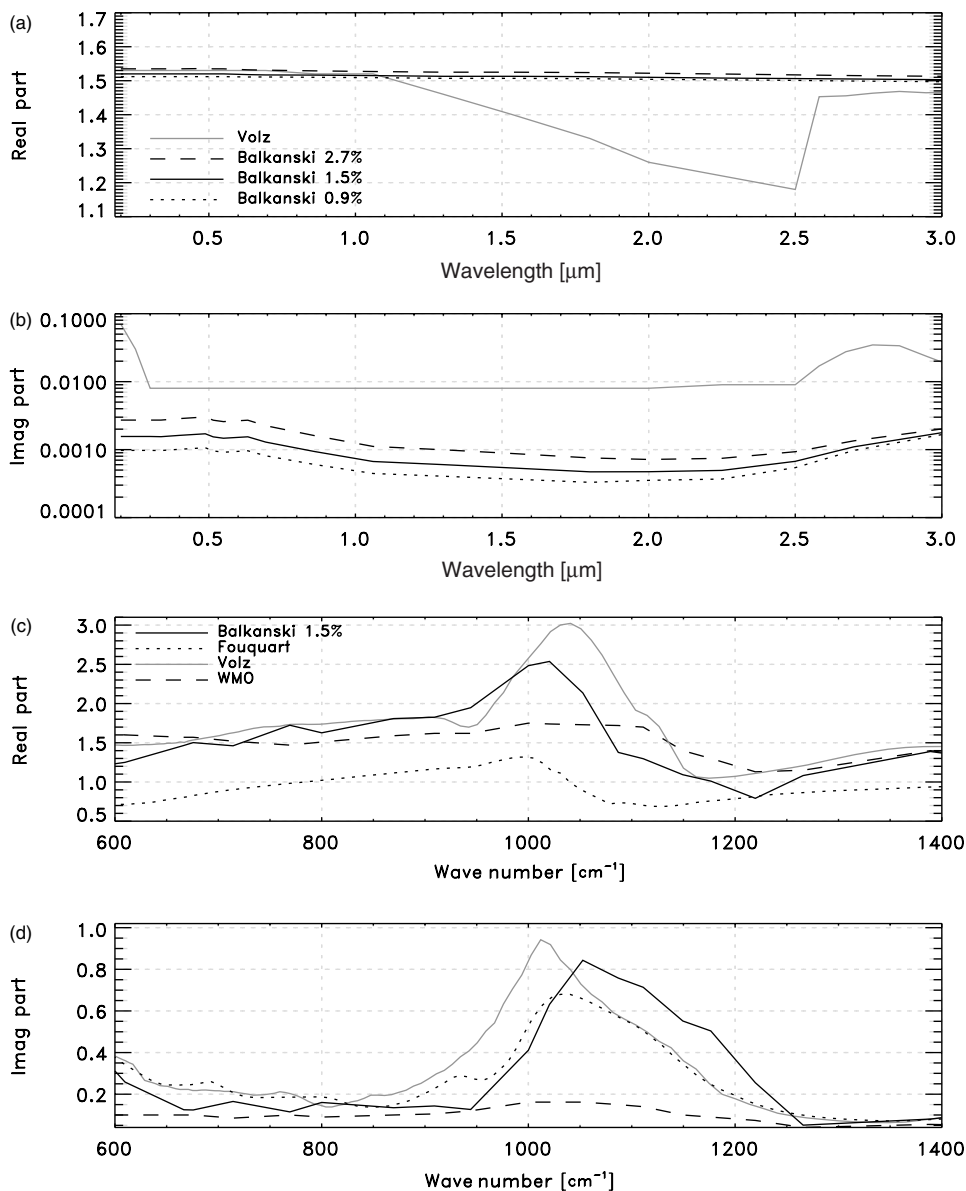 (a)
1.7
1.6
1.5
1.4
1.3
1.2
1.1
Real part
Volz
Balkanski 2.7%
Balkanski 1.5%
Balkanski 0.9%
0.5 1.0 1.5 2.0 2.5 3.0
Wavelength [μm]
(b)
0.1000
0.0100
0.0010
0.0001
Imag part
0.5 1.0 1.5 2.0 2.5 3.0
Wavelength [μm]
(c)
3.0
2.5
2.0
1.5
1.0
0.5
Real part
Balkanski 1.5%
Fouquart
Volz
WMO
600 800 1000 1200 1400
Wave number [cm⁻¹]
(d)
1.0
0.8
0.6
0.4
0.2
Imag part
600 800 1000 1200 1400
Wave number [cm⁻¹]